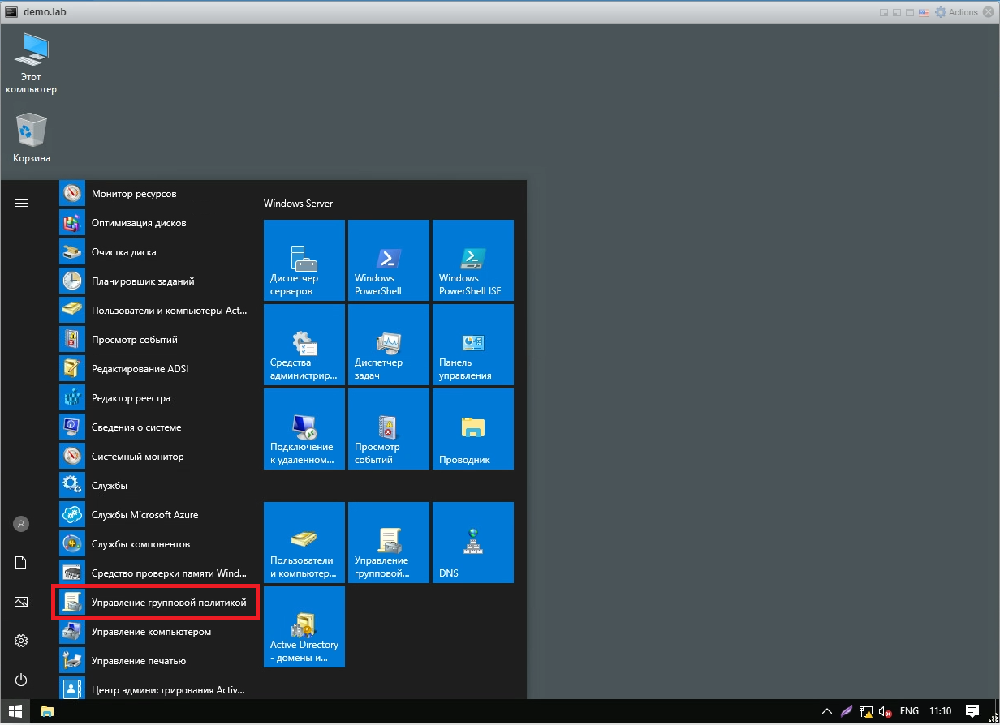 demo.lab
Actions
Этот
компьютер
Корзина
Монитор ресурсов
Оптимизация дисков
Очистка диска
Планировщик заданий
Пользователи и компьютеры Act...
Просмотр событий
Редактирование ADSI
Редактор реестра
Сведения о системе
Системный монитор
Службы
Службы Microsoft Azure
Службы компонентов
Средство проверки памяти Wind...
Управление групповой политикой
Управление компьютером
Управление печатью
Центр администрирования Activ...
Windows Server
Диспетчер
серверов
Windows
PowerShell
Windows
PowerShell ISE
Средства
администрир...
Диспетчер
задач
Панель
управления
Подключение
к удаленном...
Просмотр
событий
Проводник
Пользователи
и компьютер...
Управление
групповой...
DNS
Active Directory
- домены и...
ENG
11:10